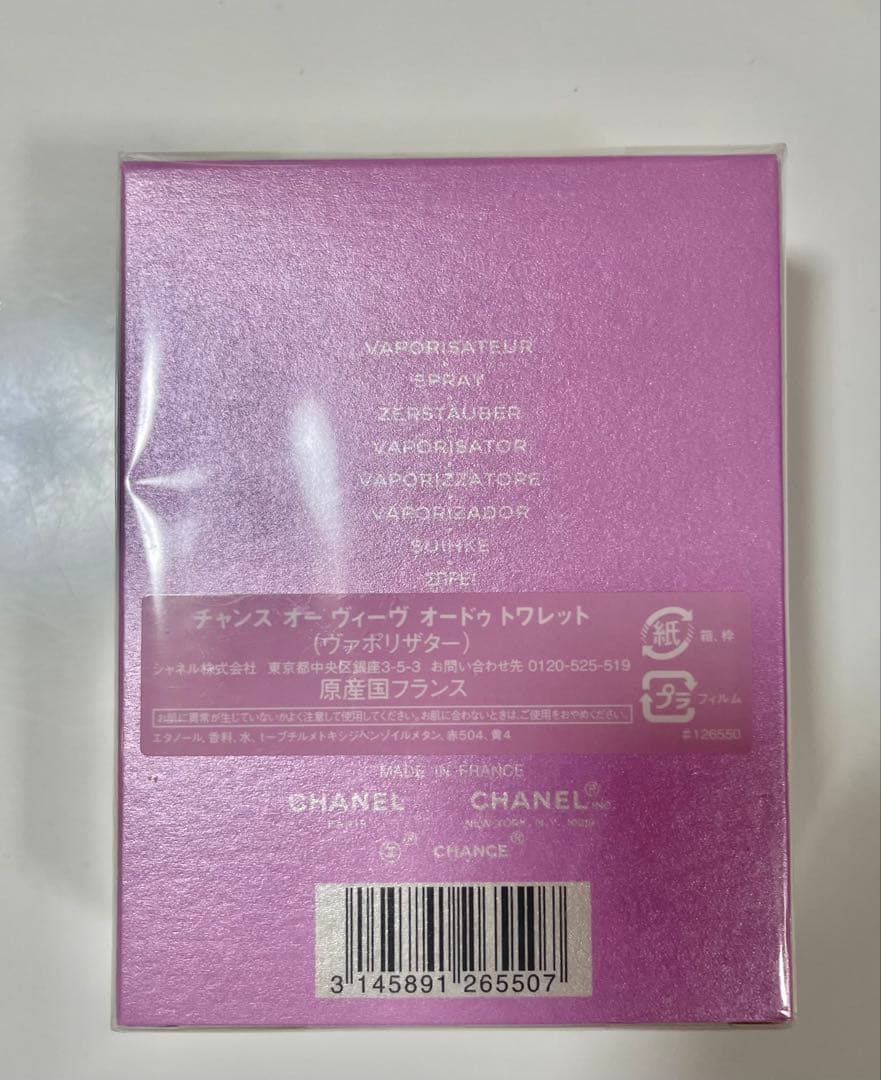 VAPORISATEUR
SPRAY
ZERSTÄUBER
VAPORISATOR
VAPORIZZATORE
VAPORIZADOR
SUIHKE
ΣΠΡΕΪ
チャンス オー ヴィーヴ オードゥ トワレット
(ヴァポリザター)
シャネル株式会社 東京都中央区銀座3-5-3 お問い合わせ先 0120-525-519
原産国フランス
紙 箱、枠
プラ フィルム
お肌に異常が生じていないかよく注意して使用してください。お肌に合わないときは、ご使用をおやめください。
エタノール、香料、水、t-ブチルメトキシジベンゾイルメタン、赤504、黄4 #126550
MADE IN FRANCE
CHANEL CHANEL® INC.
PARIS NEW YORK, N.Y. 10019
® CHANCE®
3 145891 265507